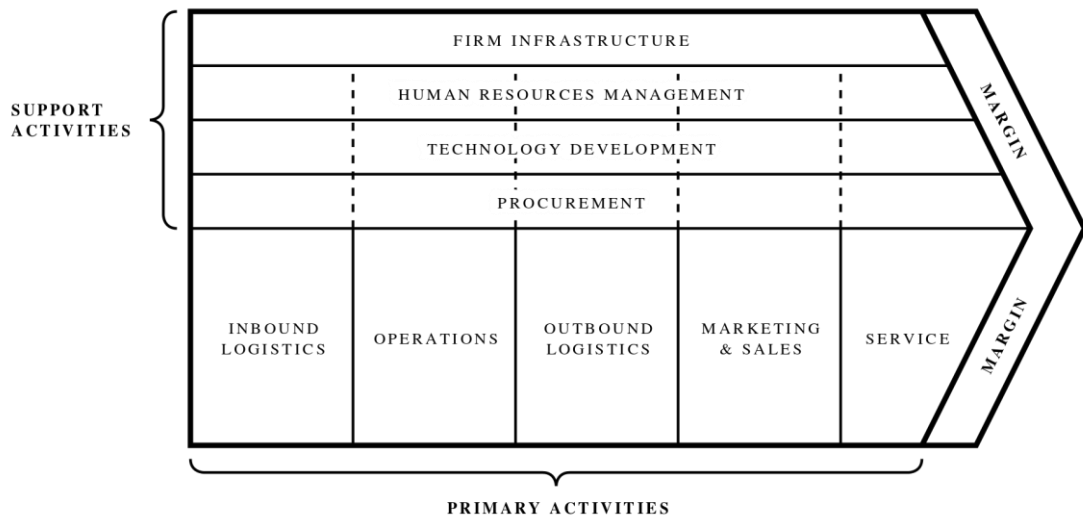 FIRM INFRASTRUCTURE
HUMAN RESOURCES MANAGEMENT
TECHNOLOGY DEVELOPMENT
PROCUREMENT
SUPPORT
ACTIVITIES
MARGIN
INBOUND
LOGISTICS
OPERATIONS
OUTBOUND
LOGISTICS
MARKETING
& SALES
SERVICE
MARGIN
PRIMARY ACTIVITIES